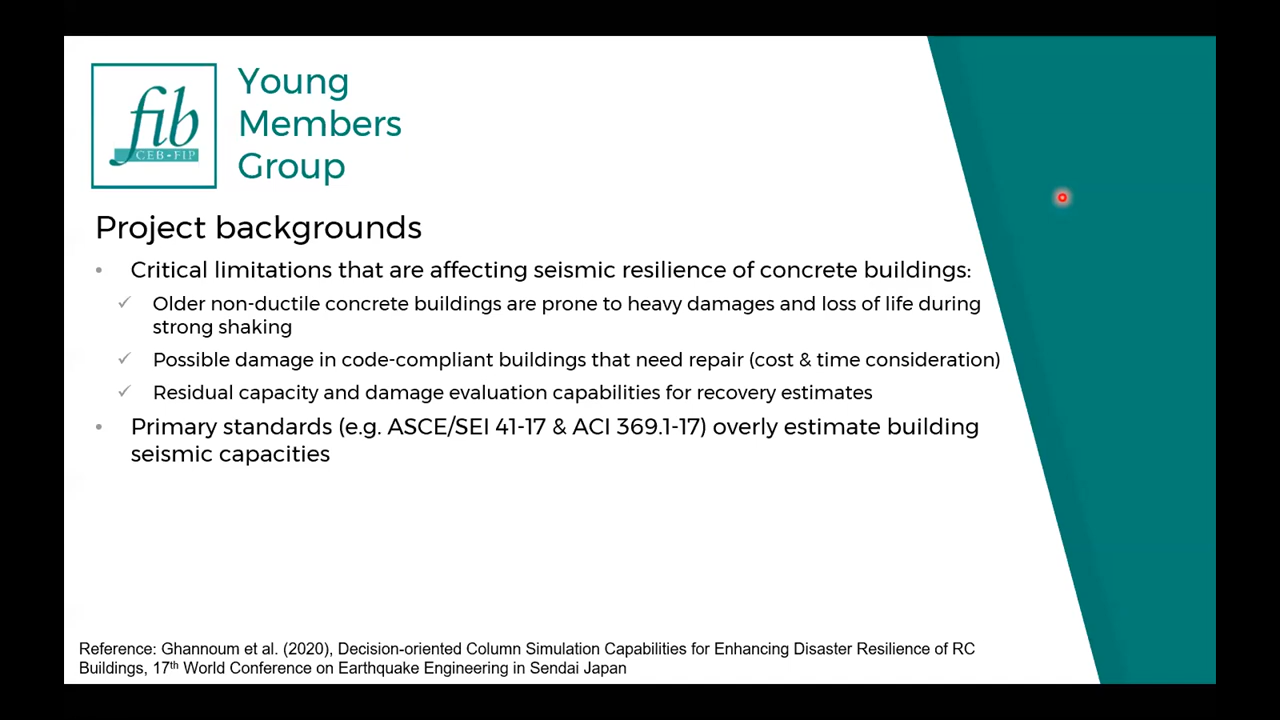 fib
CEB-FIP
Young
Members
Group
Project backgrounds
• Critical limitations that are affecting seismic resilience of concrete buildings:
✓ Older non-ductile concrete buildings are prone to heavy damages and loss of life during
strong shaking
✓ Possible damage in code-compliant buildings that need repair (cost & time consideration)
✓ Residual capacity and damage evaluation capabilities for recovery estimates
• Primary standards (e.g. ASCE/SEI 41-17 & ACI 369.1-17) overly estimate building
seismic capacities
Reference: Ghannoum et al. (2020), Decision-oriented Column Simulation Capabilities for Enhancing Disaster Resilience of RC
Buildings, 17th World Conference on Earthquake Engineering in Sendai Japan